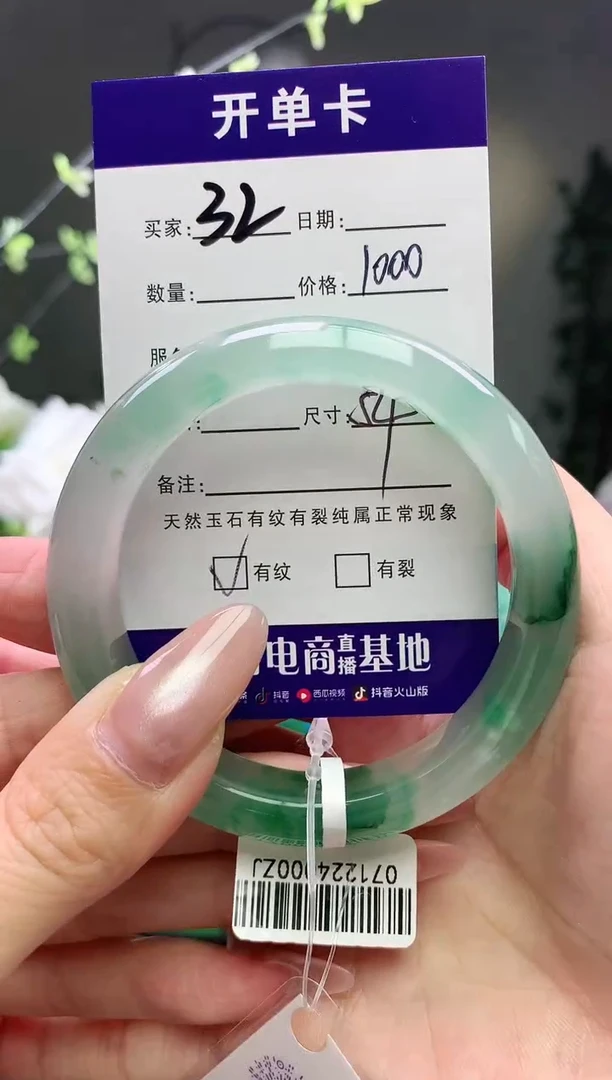 开单卡
买家: 32 日期:
数量: 价格: 1000
尺寸: 54
备注:
天然玉石有纹有裂纯属正常现象
✓ 有纹 □ 有裂
电商直播基地
抖音 西瓜视频 抖音火山版